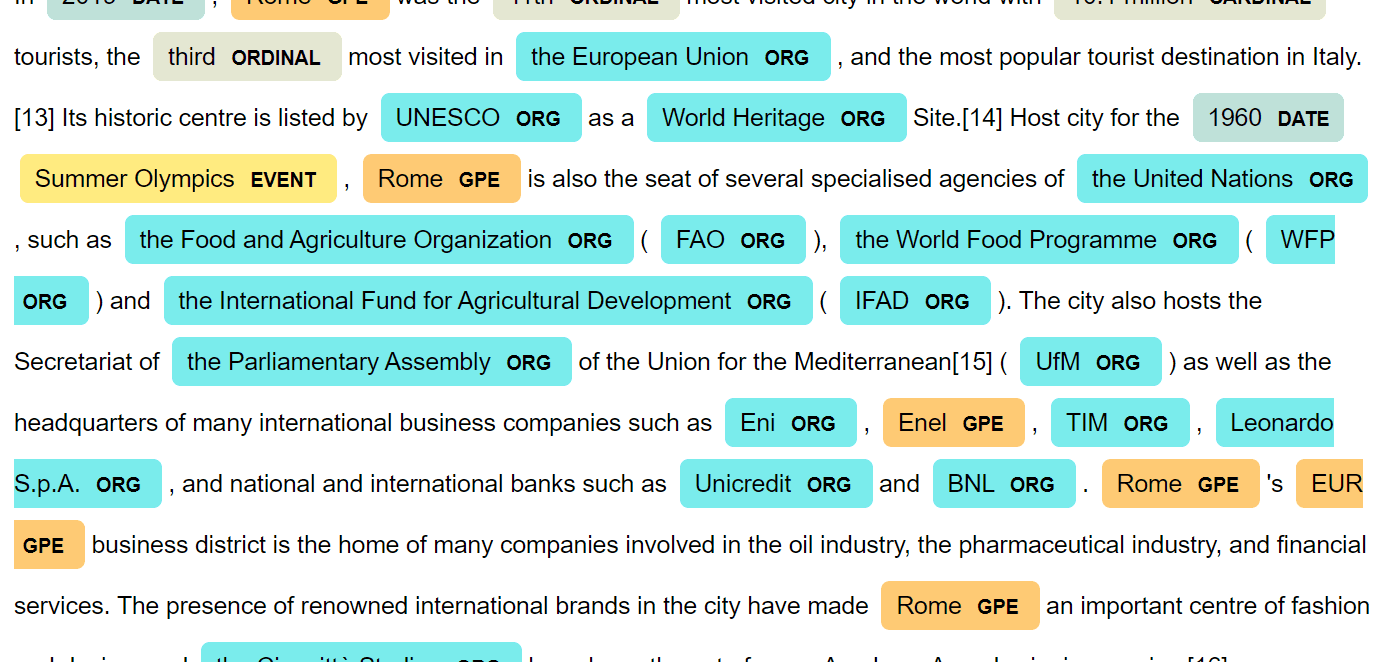 tourists, the third ORDINAL most visited in the European Union ORG , and the most popular tourist destination in Italy.
[13] Its historic centre is listed by UNESCO ORG as a World Heritage ORG Site.[14] Host city for the 1960 DATE
Summer Olympics EVENT , Rome GPE is also the seat of several specialised agencies of the United Nations ORG
, such as the Food and Agriculture Organization ORG ( FAO ORG ), the World Food Programme ORG ( WFP
ORG ) and the International Fund for Agricultural Development ORG ( IFAD ORG ). The city also hosts the
Secretariat of the Parliamentary Assembly ORG of the Union for the Mediterranean[15] ( UfM ORG ) as well as the
headquarters of many international business companies such as Eni ORG , Enel GPE , TIM ORG , Leonardo
S.p.A. ORG , and national and international banks such as Unicredit ORG and BNL ORG . Rome GPE 's EUR
GPE business district is the home of many companies involved in the oil industry, the pharmaceutical industry, and financial
services. The presence of renowned international brands in the city have made Rome GPE an important centre of fashion